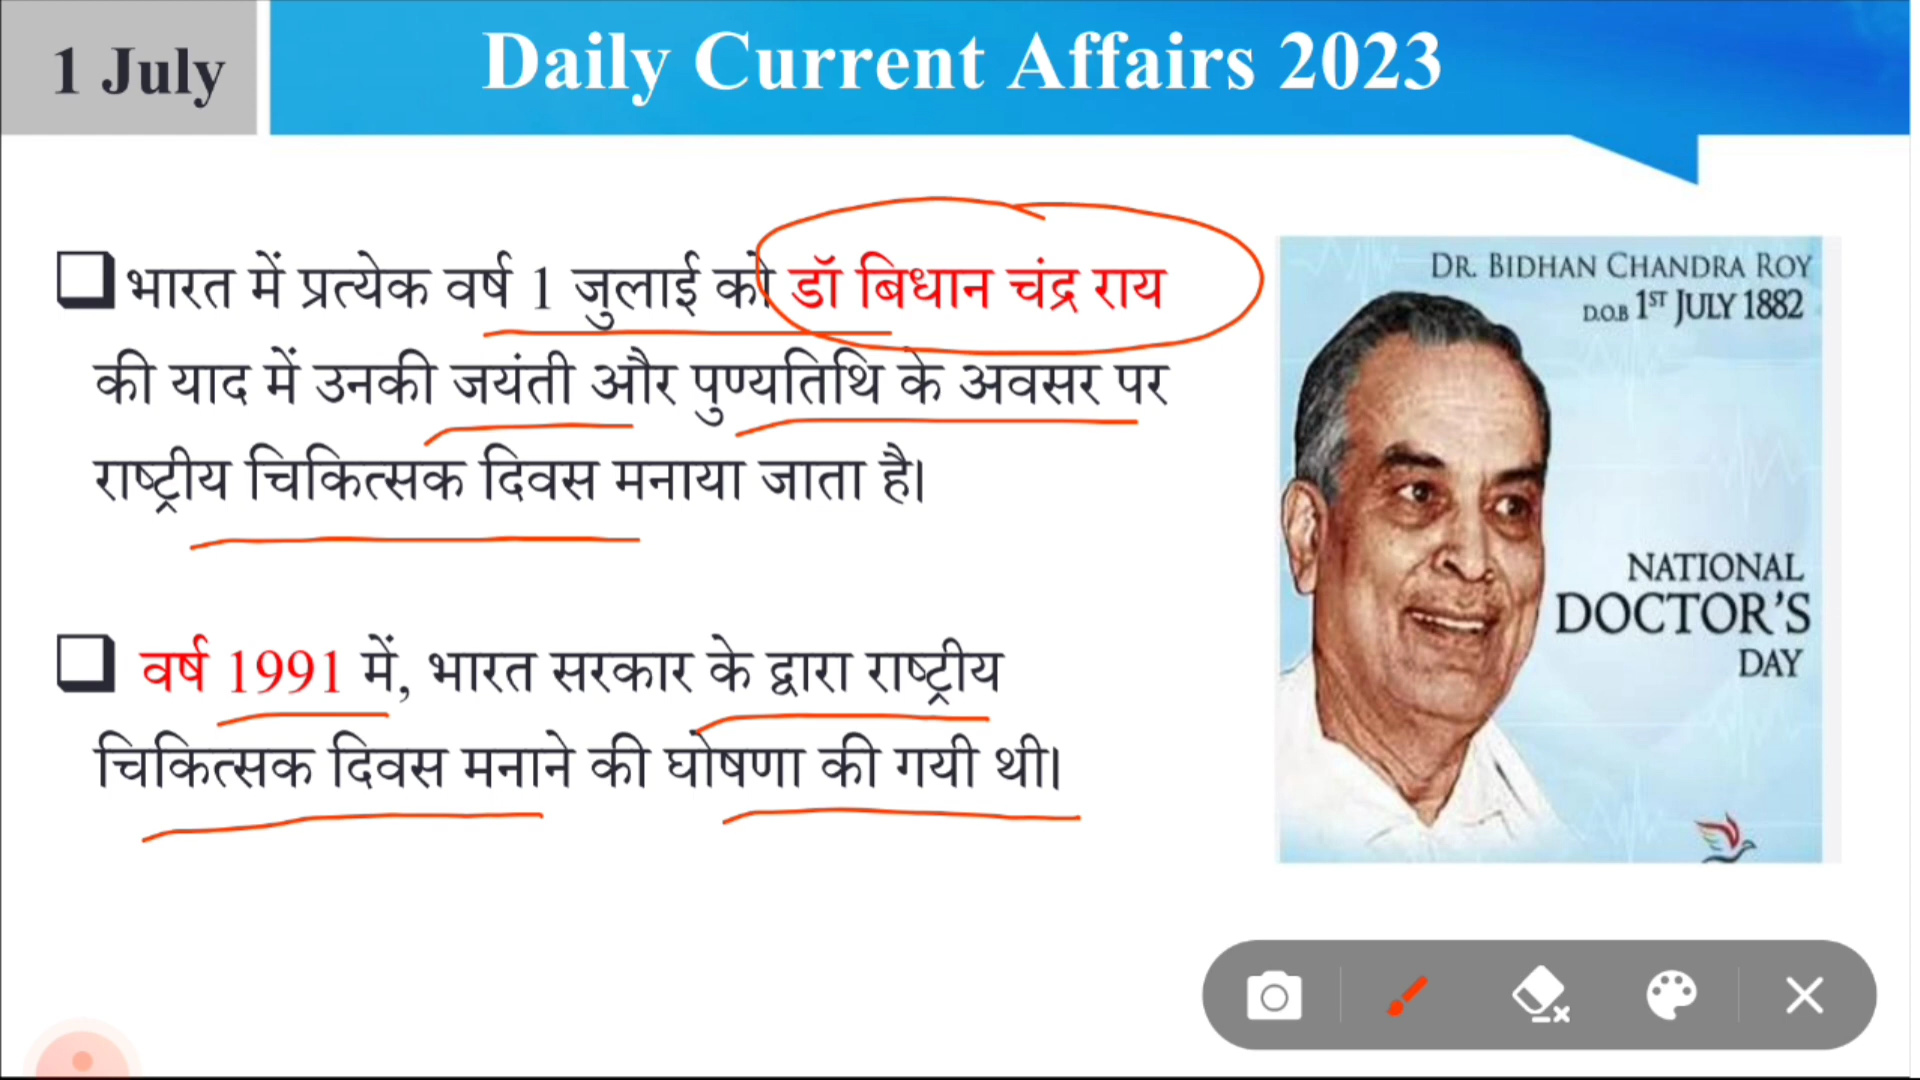 1 July
Daily Current Affairs 2023
भारत में प्रत्येक वर्ष 1 जुलाई को डॉ बिधान चंद्र राय
की याद में उनकी जयंती और पुण्यतिथि के अवसर पर
राष्ट्रीय चिकित्सक दिवस मनाया जाता है।
वर्ष 1991 में, भारत सरकार के द्वारा राष्ट्रीय
चिकित्सक दिवस मनाने की घोषणा की गयी थी।
DR. BIDHAN CHANDRA ROY
D.O.B 1ST JULY 1882
NATIONAL
DOCTOR'S
DAY